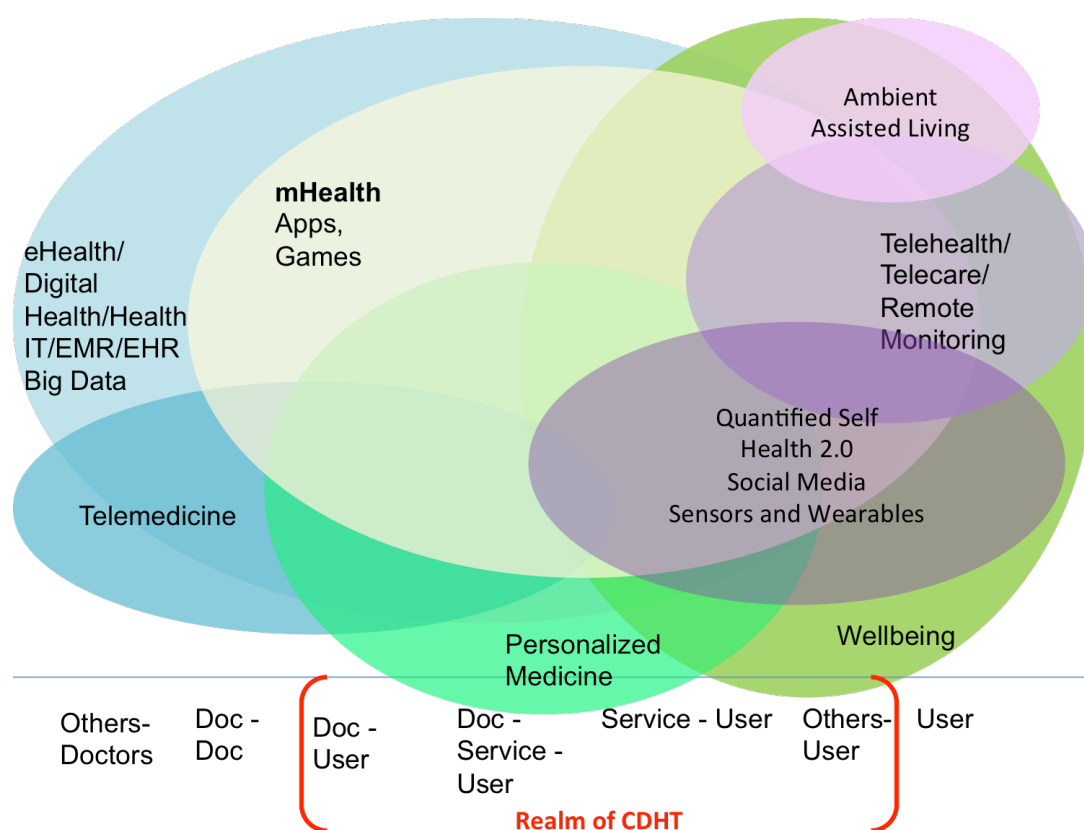 Ambient
Assisted Living
mHealth
Apps,
Games
eHealth/
Digital
Health/Health
IT/EMR/EHR
Big Data
Telehealth/
Telecare/
Remote
Monitoring
Quantified Self
Health 2.0
Social Media
Sensors and Wearables
Telemedicine
Personalized
Medicine
Wellbeing
Others-
Doctors
Doc -
Doc
Doc -
User
Doc -
Service -
User
Service - User
Others-
User
User
Realm of CDHT